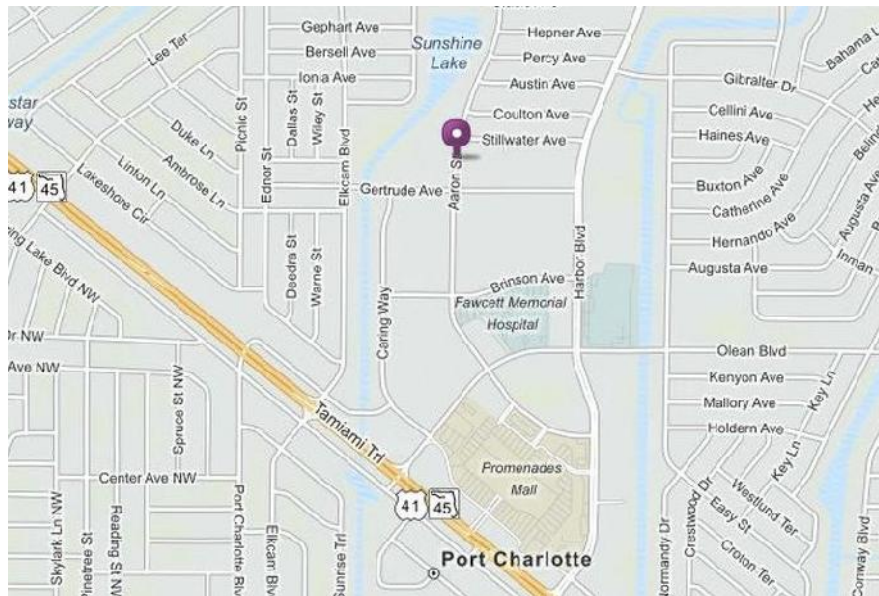 Hepner Ave
Gephart Ave
Sunshine
Lake
Bersell Ave
Percy Ave
Lee Ter
Ionia Ave
Austin Ave
Gibralter Dr
Bahama
Picnic St
Dallas St
Wiley St
Coulton Ave
Cellini Ave
Duke Ln
Elkcam Blvd
Stillwater Ave
Haines Ave
Linton Ln
Ambrose Ln
Ednor St
41 45
Lakeshore Cir
Gertrude Ave
Aaron St
Buxton Ave
Catherine Ave
Augusta Ave
Hernando Ave
Inman
Deedra St
Warne St
Harbor Blvd
Brinson Ave
Augusta Ave
Lake Blvd NW
Fawcett Memorial
Hospital
Caring Way
Dr NW
Olean Blvd
Ave NW
Spruce St NW
Kenyon Ave
Key Ln
Mallory Ave
Tamiami Trl
Holdern Ave
Key Ln
Promenades
Mall
Center Ave NW
41 45
Westlund Ter
Easy St
Skylark Ln NW
Pinetree St
Reading St NW
Port Charlotte
Elkcam Blv
Sunrise Trl
Port Charlotte
Normandy Dr
Crestwood Dr
Croton Ter
Conway Blvd